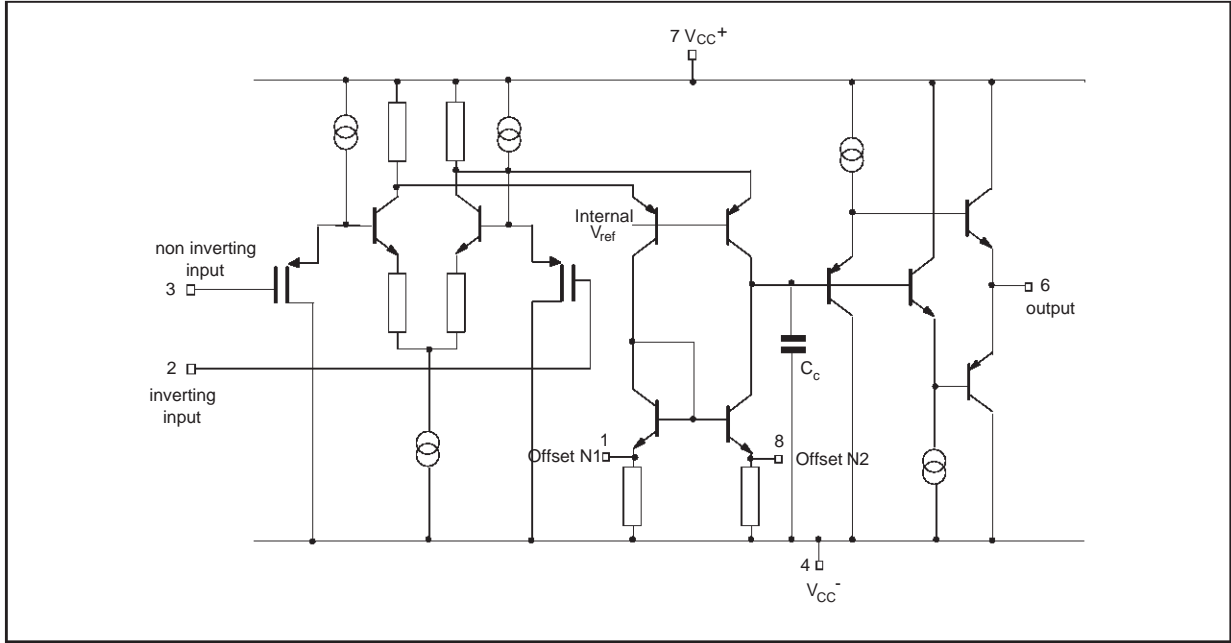 7 VCC+
non inverting
input
3
Internal
Vref
6
output
2
inverting
input
Cc
1
Offset N1
8
Offset N2
4
VCC-